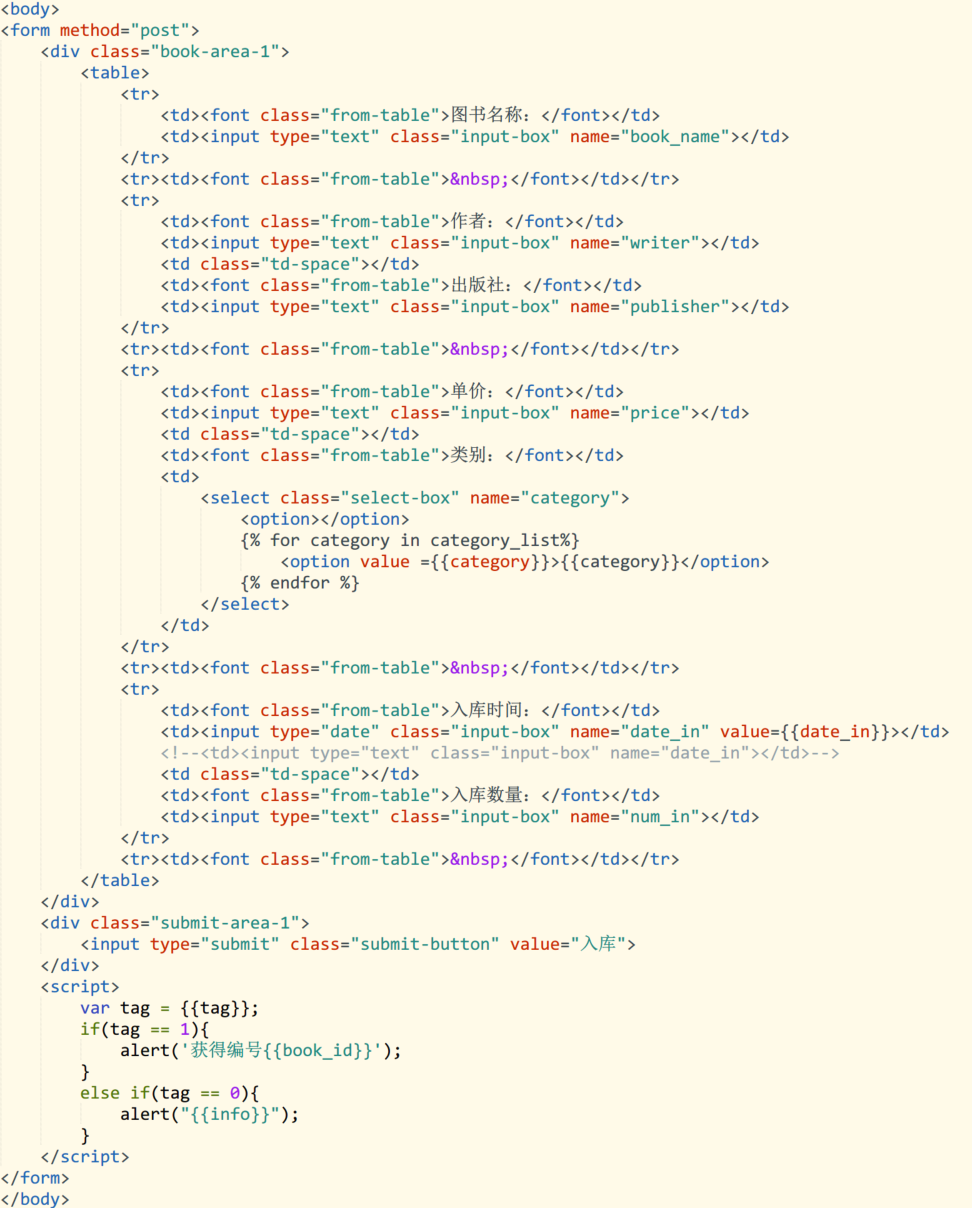 <body>
<form method="post">
    <div class="book-area-1">
        <table>
            <tr>
                <td><font class="from-table">图书名称：</font></td>
                <td><input type="text" class="input-box" name="book_name"></td>
            </tr>
            <tr><td><font class="from-table">&nbsp;</font></td></tr>
            <tr>
                <td><font class="from-table">作者：</font></td>
                <td><input type="text" class="input-box" name="writer"></td>
                <td class="td-space"></td>
                <td><font class="from-table">出版社：</font></td>
                <td><input type="text" class="input-box" name="publisher"></td>
            </tr>
            <tr><td><font class="from-table">&nbsp;</font></td></tr>
            <tr>
                <td><font class="from-table">单价：</font></td>
                <td><input type="text" class="input-box" name="price"></td>
                <td class="td-space"></td>
                <td><font class="from-table">类别：</font></td>
                <td>
                    <select class="select-box" name="category">
                        <option></option>
                        {% for category in category_list%}
                            <option value ={{category}}>{{category}}</option>
                        {% endfor %}
                    </select>
                </td>
            </tr>
            <tr><td><font class="from-table">&nbsp;</font></td></tr>
            <tr>
                <td><font class="from-table">入库时间：</font></td>
                <td><input type="date" class="input-box" name="date_in" value={{date_in}}></td>
                <!--<td><input type="text" class="input-box" name="date_in"></td>-->
                <td class="td-space"></td>
                <td><font class="from-table">入库数量：</font></td>
                <td><input type="text" class="input-box" name="num_in"></td>
            </tr>
            <tr><td><font class="from-table">&nbsp;</font></td></tr>
        </table>
    </div>
    <div class="submit-area-1">
        <input type="submit" class="submit-button" value="入库">
    </div>
    <script>
        var tag = {{tag}};
        if(tag == 1){
            alert('获得编号{{book_id}}');
        }
        else if(tag == 0){
            alert("{{info}}");
        }
    </script>
</form>
</body>